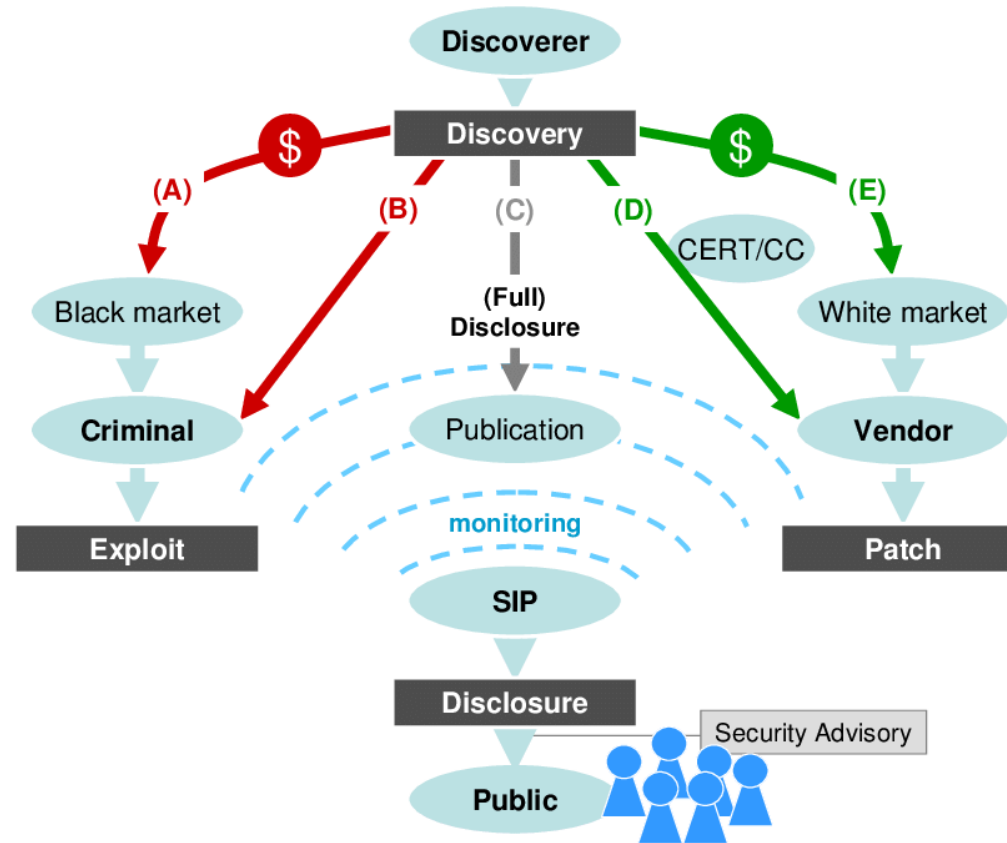 Discoverer
Discovery
$
$
(A)
(B)
(C)
(D)
(E)
CERT/CC
Black market
(Full)
Disclosure
White market
Criminal
Publication
Vendor
monitoring
Exploit
Patch
SIP
Disclosure
Security Advisory
Public